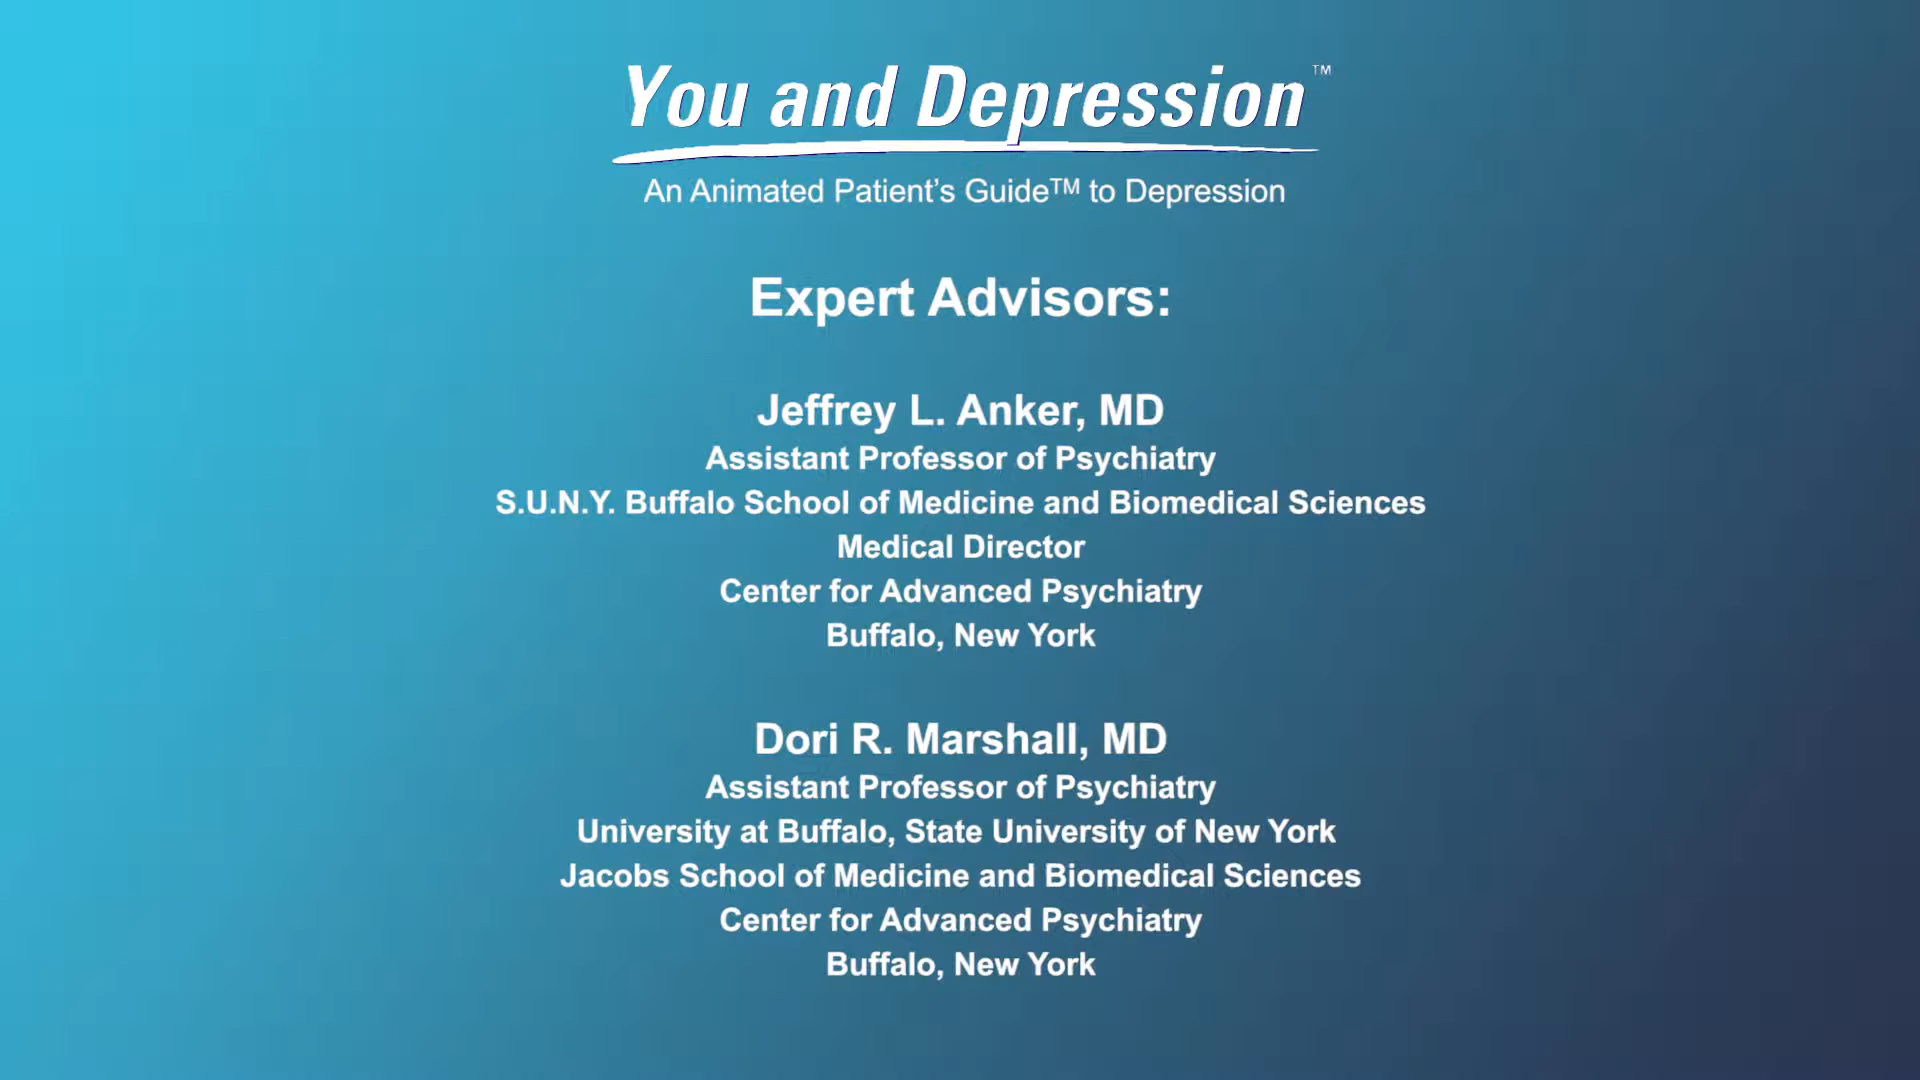 You and Depression™
An Animated Patient's Guide™ to Depression
Expert Advisors:
Jeffrey L. Anker, MD
Assistant Professor of Psychiatry
S.U.N.Y. Buffalo School of Medicine and Biomedical Sciences
Medical Director
Center for Advanced Psychiatry
Buffalo, New York
Dori R. Marshall, MD
Assistant Professor of Psychiatry
University at Buffalo, State University of New York
Jacobs School of Medicine and Biomedical Sciences
Center for Advanced Psychiatry
Buffalo, New York